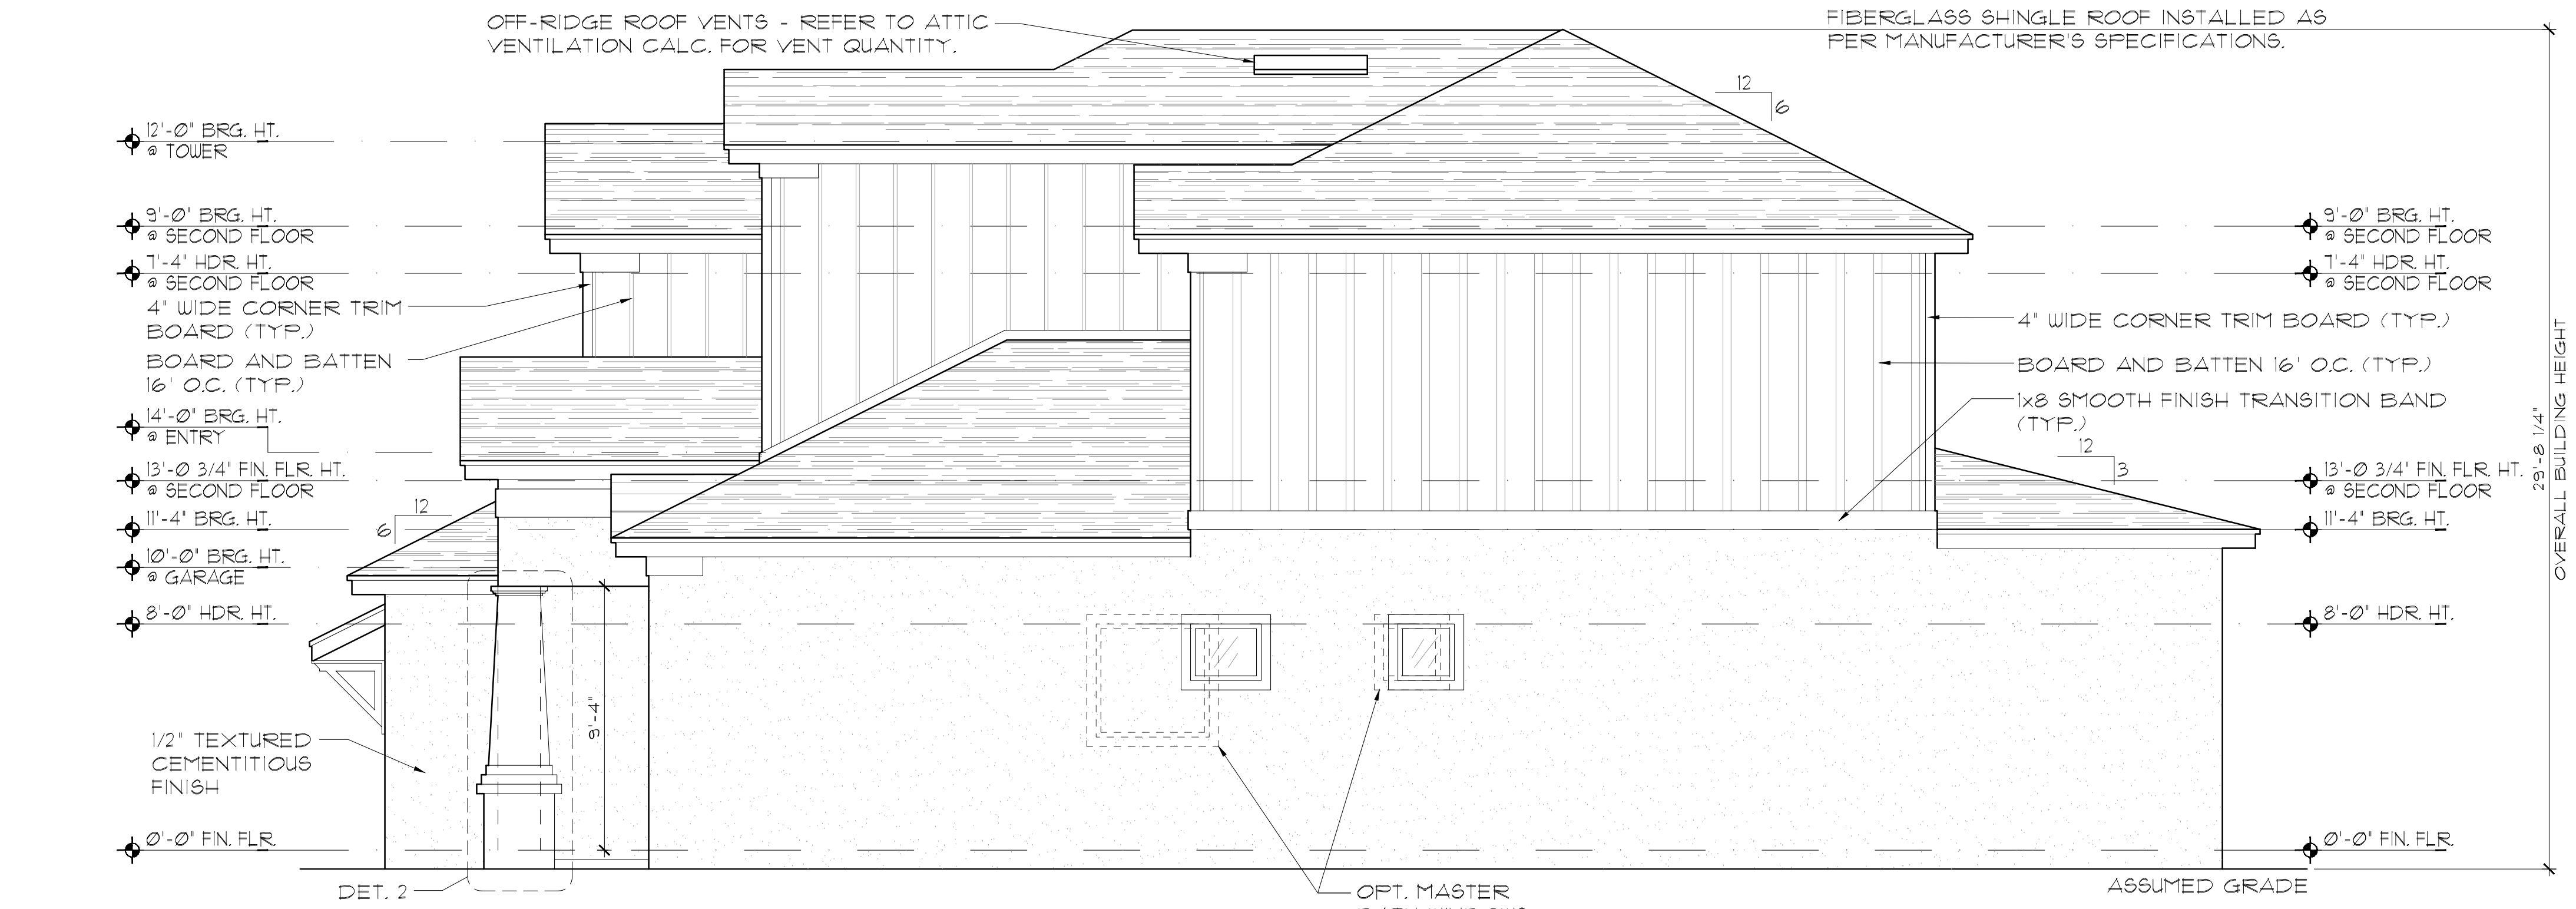 OFF-RIDGE ROOF VENTS - REFER TO ATTIC
VENTILATION CALC. FOR VENT QUANTITY.
FIBERGLASS SHINGLE ROOF INSTALLED AS
PER MANUFACTURER'S SPECIFICATIONS.
12
6
12'-0" BRG. HT.
@ TOWER
9'-0" BRG. HT.
@ SECOND FLOOR
7'-4" HDR. HT.
@ SECOND FLOOR
4" WIDE CORNER TRIM
BOARD (TYP.)
BOARD AND BATTEN
16' O.C. (TYP.)
14'-0" BRG. HT.
@ ENTRY
13'-0 3/4" FIN. FLR. HT.
@ SECOND FLOOR
11'-4" BRG. HT.
10'-0" BRG. HT.
@ GARAGE
8'-0" HDR. HT.
12
6
1/2" TEXTURED
CEMENTITIOUS
FINISH
0'-0" FIN. FLR.
DET. 2
9'-4"
9'-0" BRG. HT.
@ SECOND FLOOR
7'-4" HDR. HT.
@ SECOND FLOOR
4" WIDE CORNER TRIM BOARD (TYP.)
BOARD AND BATTEN 16' O.C. (TYP.)
1x8 SMOOTH FINISH TRANSITION BAND
(TYP.)
12
3
13'-0 3/4" FIN. FLR. HT.
@ SECOND FLOOR
11'-4" BRG. HT.
8'-0" HDR. HT.
0'-0" FIN. FLR.
ASSUMED GRADE
OPT. MASTER
29'-8 1/4"
OVERALL BUILDING HEIGHT